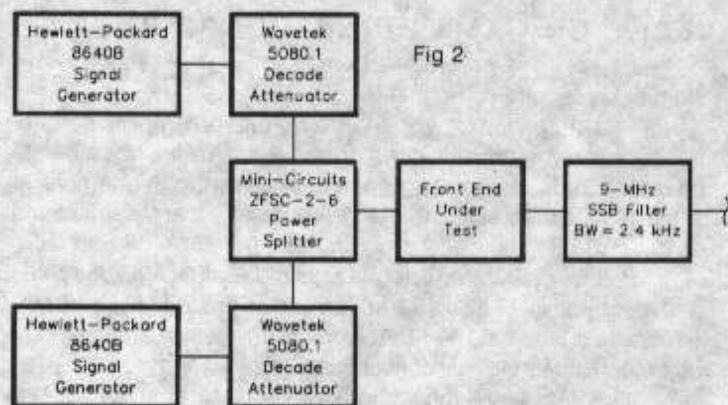 Hewlett-Packard
8640B
Signal
Generator
Wavetek
5080.1
Decade
Attenuator
Fig 2
Mini-Circuits
ZFSC-2-6
Power
Splitter
Front End
Under
Test
9-MHz
SSB Filter
BW = 2.4 kHz
Hewlett-Packard
8640B
Signal
Generator
Wavetek
5080.1
Decade
Attenuator